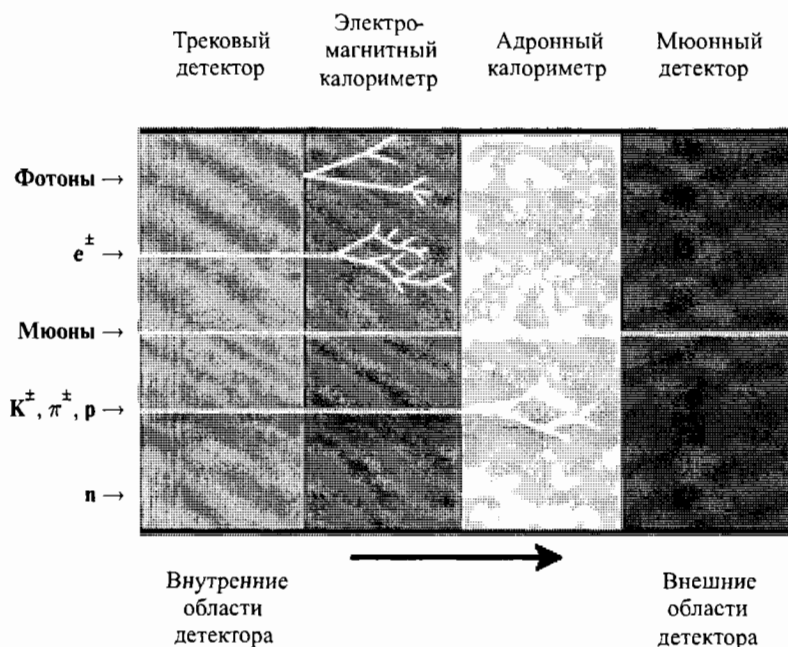 Трековый
детектор
Электро-
магнитный
калориметр
Адронный
калориметр
Мюонный
детектор
Фотоны →
e± →
Мюоны →
K±, π±, p →
n →
Внутренние
области
детектора
Внешние
области
детектора